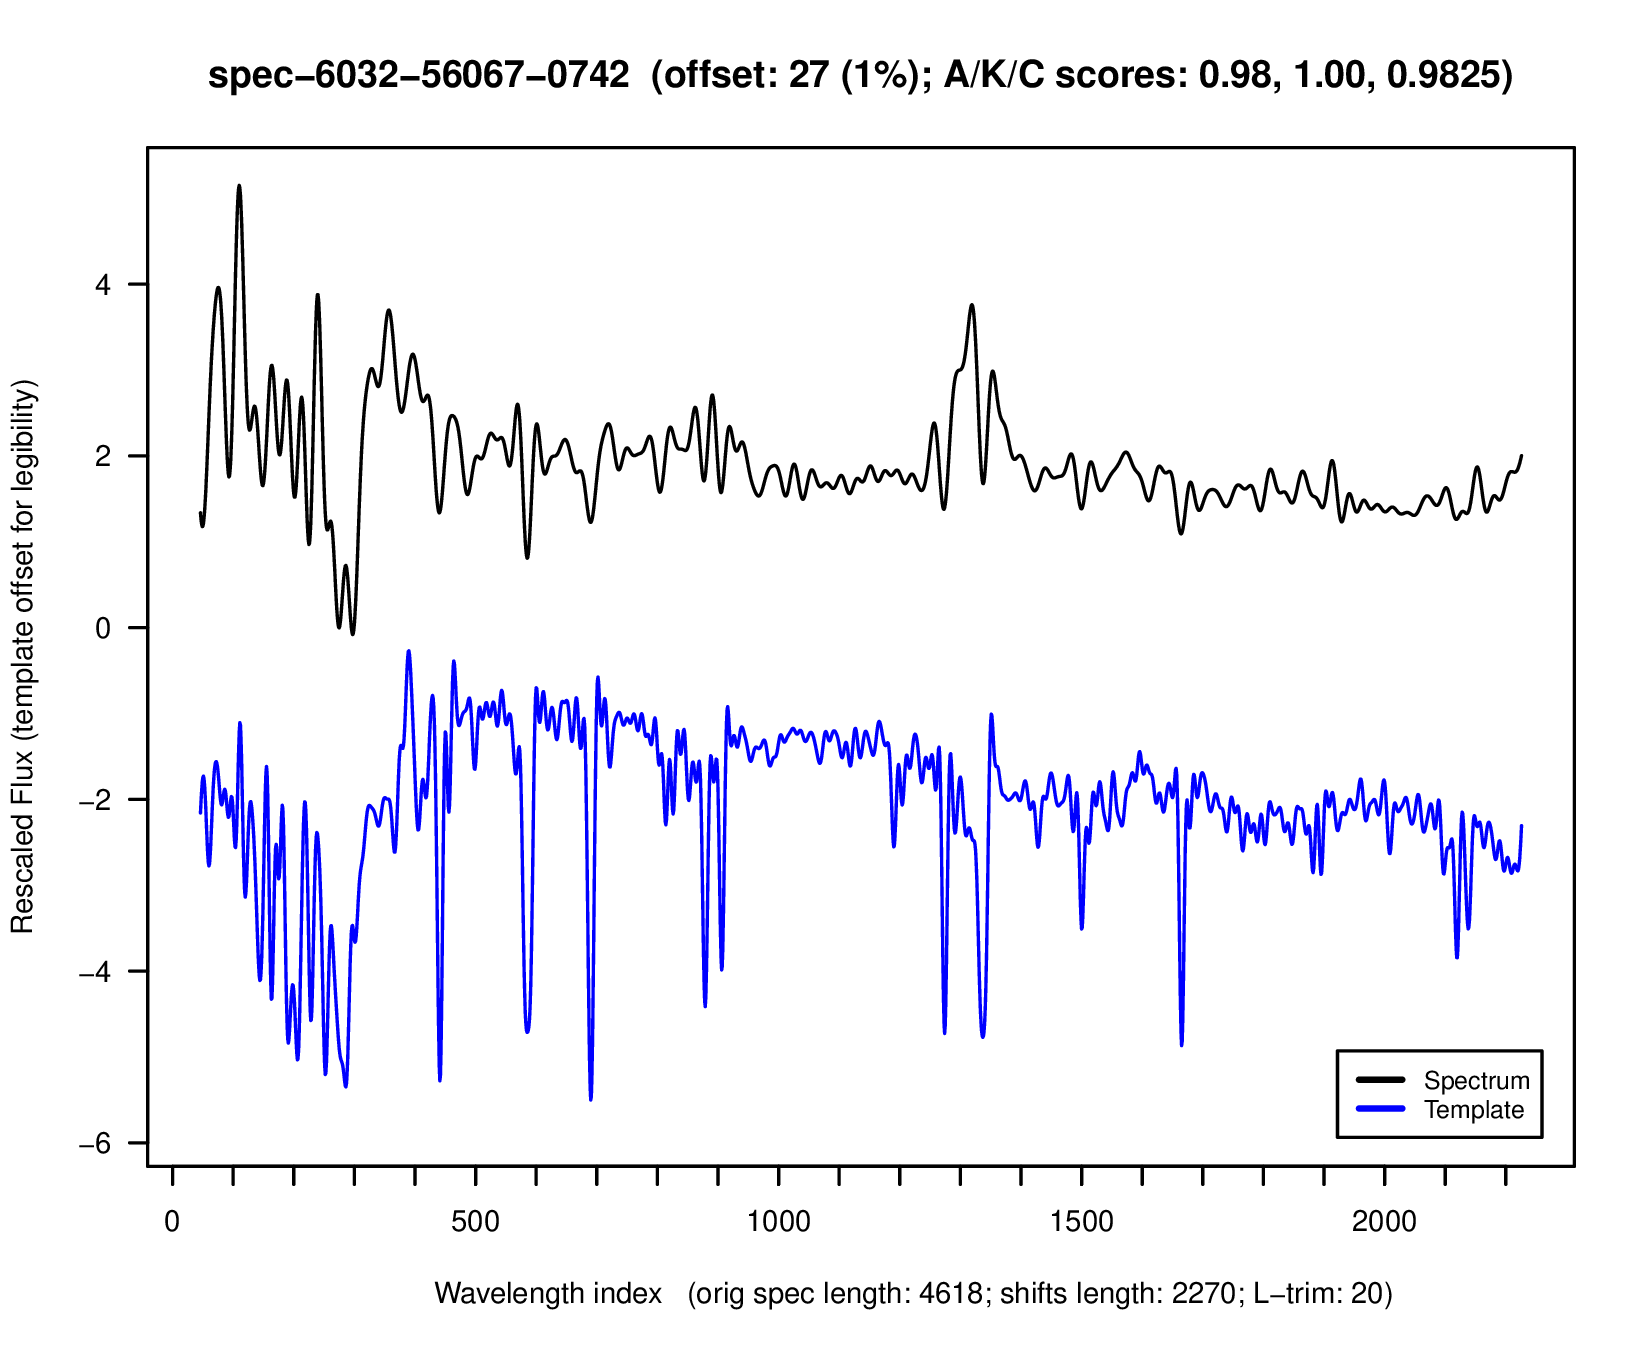 spec−6032−56067−0742  (offset: 27 (1%); A/K/C scores: 0.98, 1.00, 0.9825)
Rescaled Flux (template offset for legibility)
4
2
0
−2
−4
−6
Spectrum
Template
0 500 1000 1500 2000
Wavelength index   (orig spec length: 4618; shifts length: 2270; L−trim: 20)